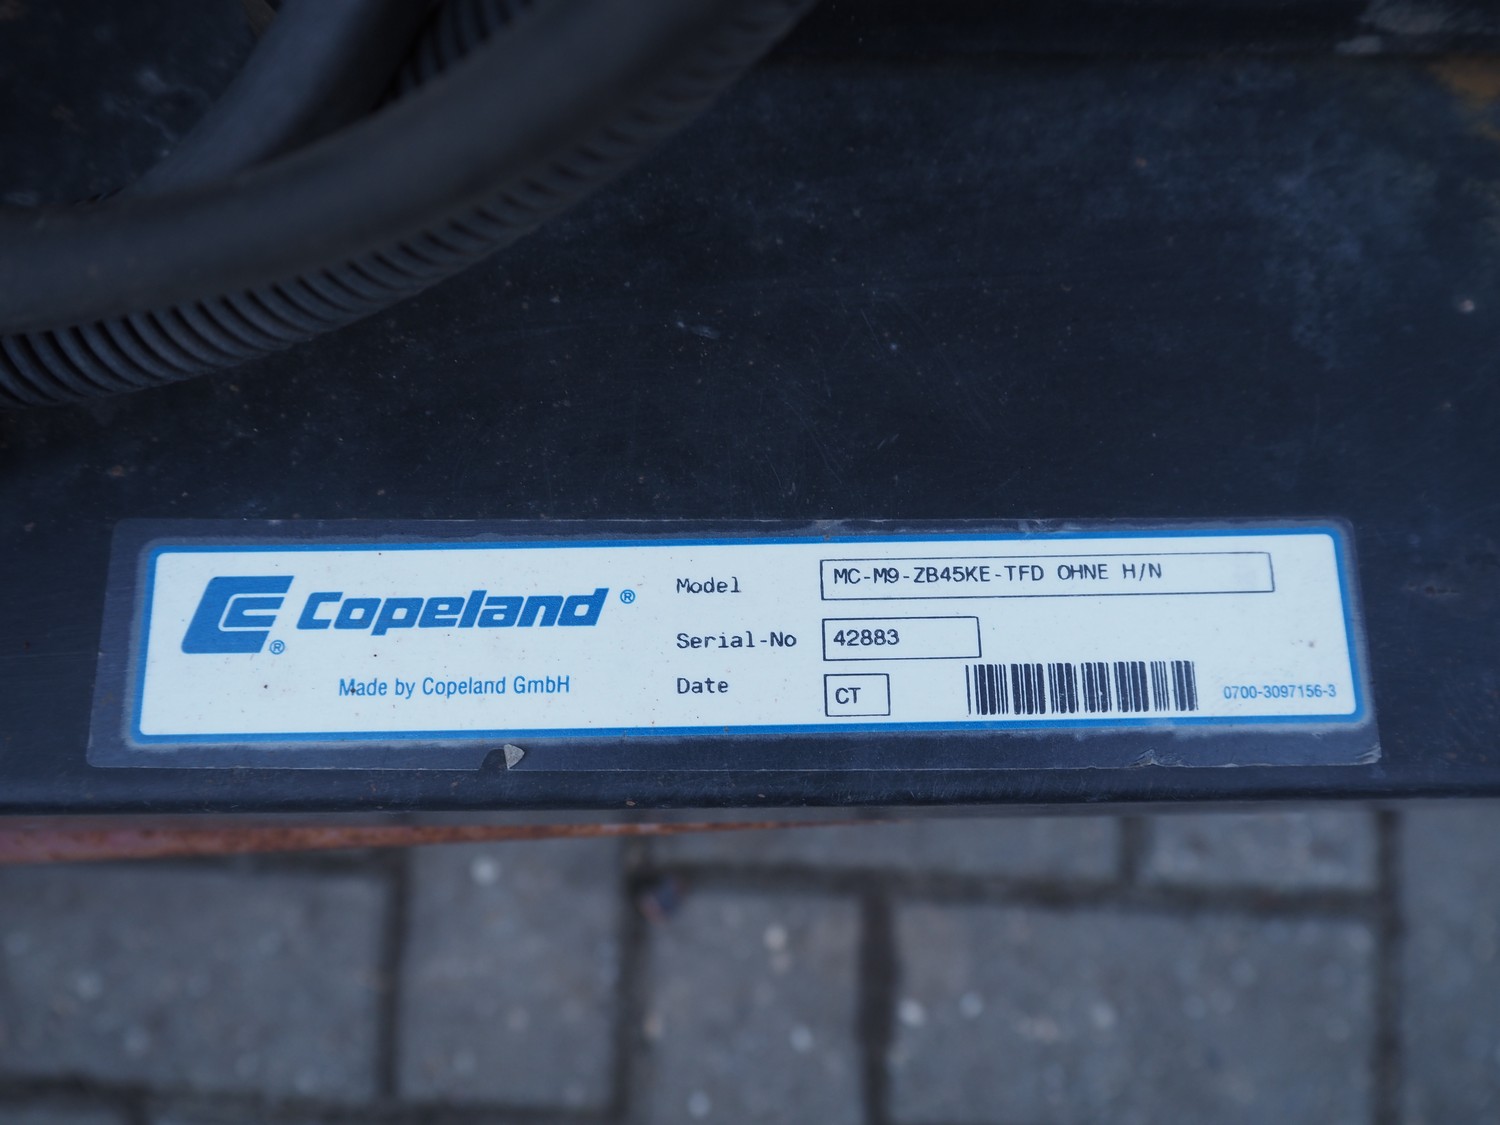 Copeland ®
®
Made by Copeland GmbH
Model MC-M9-ZB45KE-TFD OHNE H/N
Serial-No 42883
Date CT
0700-3097156-3